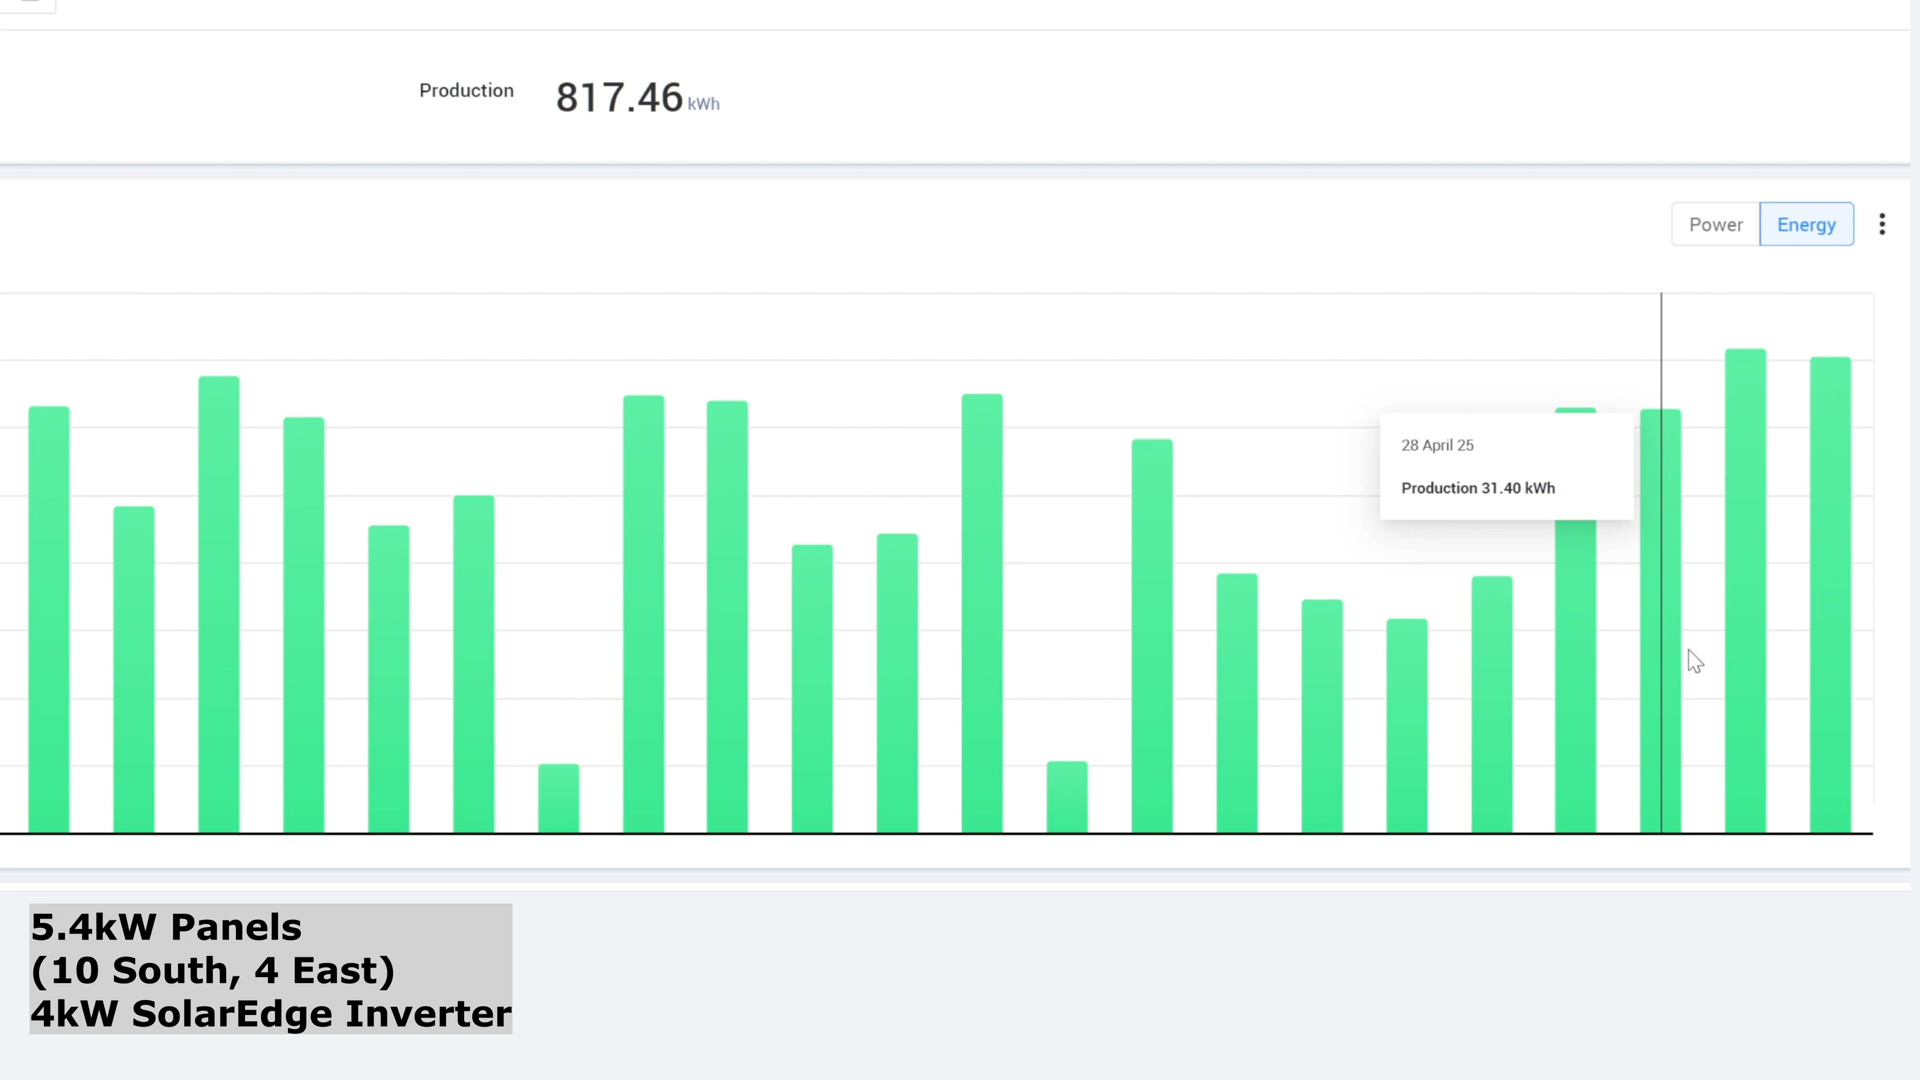 Production 817.46 kWh
Power Energy
28 April 25
Production 31.40 kWh
5.4kW Panels
(10 South, 4 East)
4kW SolarEdge Inverter